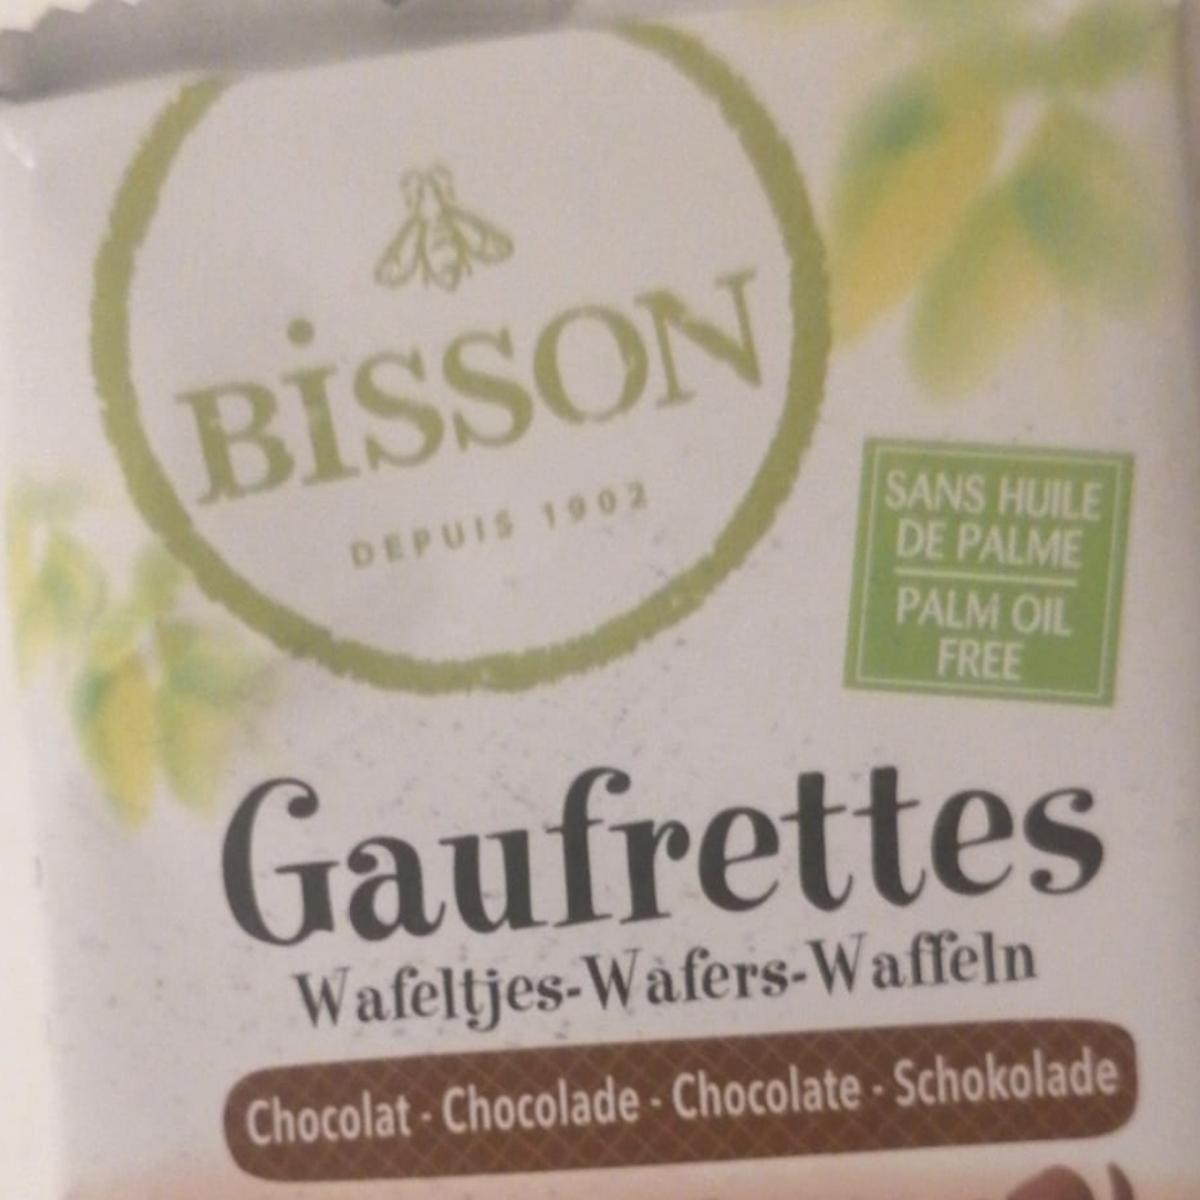 BiSSON
DEPUIS 1902
SANS HUILE
DE PALME
PALM OIL
FREE
Gaufrettes
Wafeltjes-Wafers-Waffeln
Chocolat - Chocolade - Chocolate - Schokolade